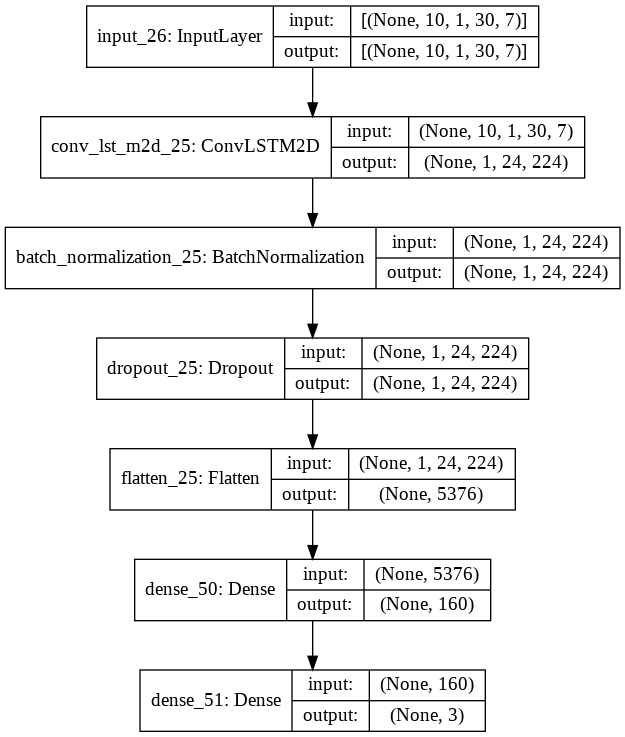 input_26: InputLayer
input: [(None, 10, 1, 30, 7)]
output: [(None, 10, 1, 30, 7)]
conv_lst_m2d_25: ConvLSTM2D
input: (None, 10, 1, 30, 7)
output: (None, 1, 24, 224)
batch_normalization_25: BatchNormalization
input: (None, 1, 24, 224)
output: (None, 1, 24, 224)
dropout_25: Dropout
input: (None, 1, 24, 224)
output: (None, 1, 24, 224)
flatten_25: Flatten
input: (None, 1, 24, 224)
output: (None, 5376)
dense_50: Dense
input: (None, 5376)
output: (None, 160)
dense_51: Dense
input: (None, 160)
output: (None, 3)